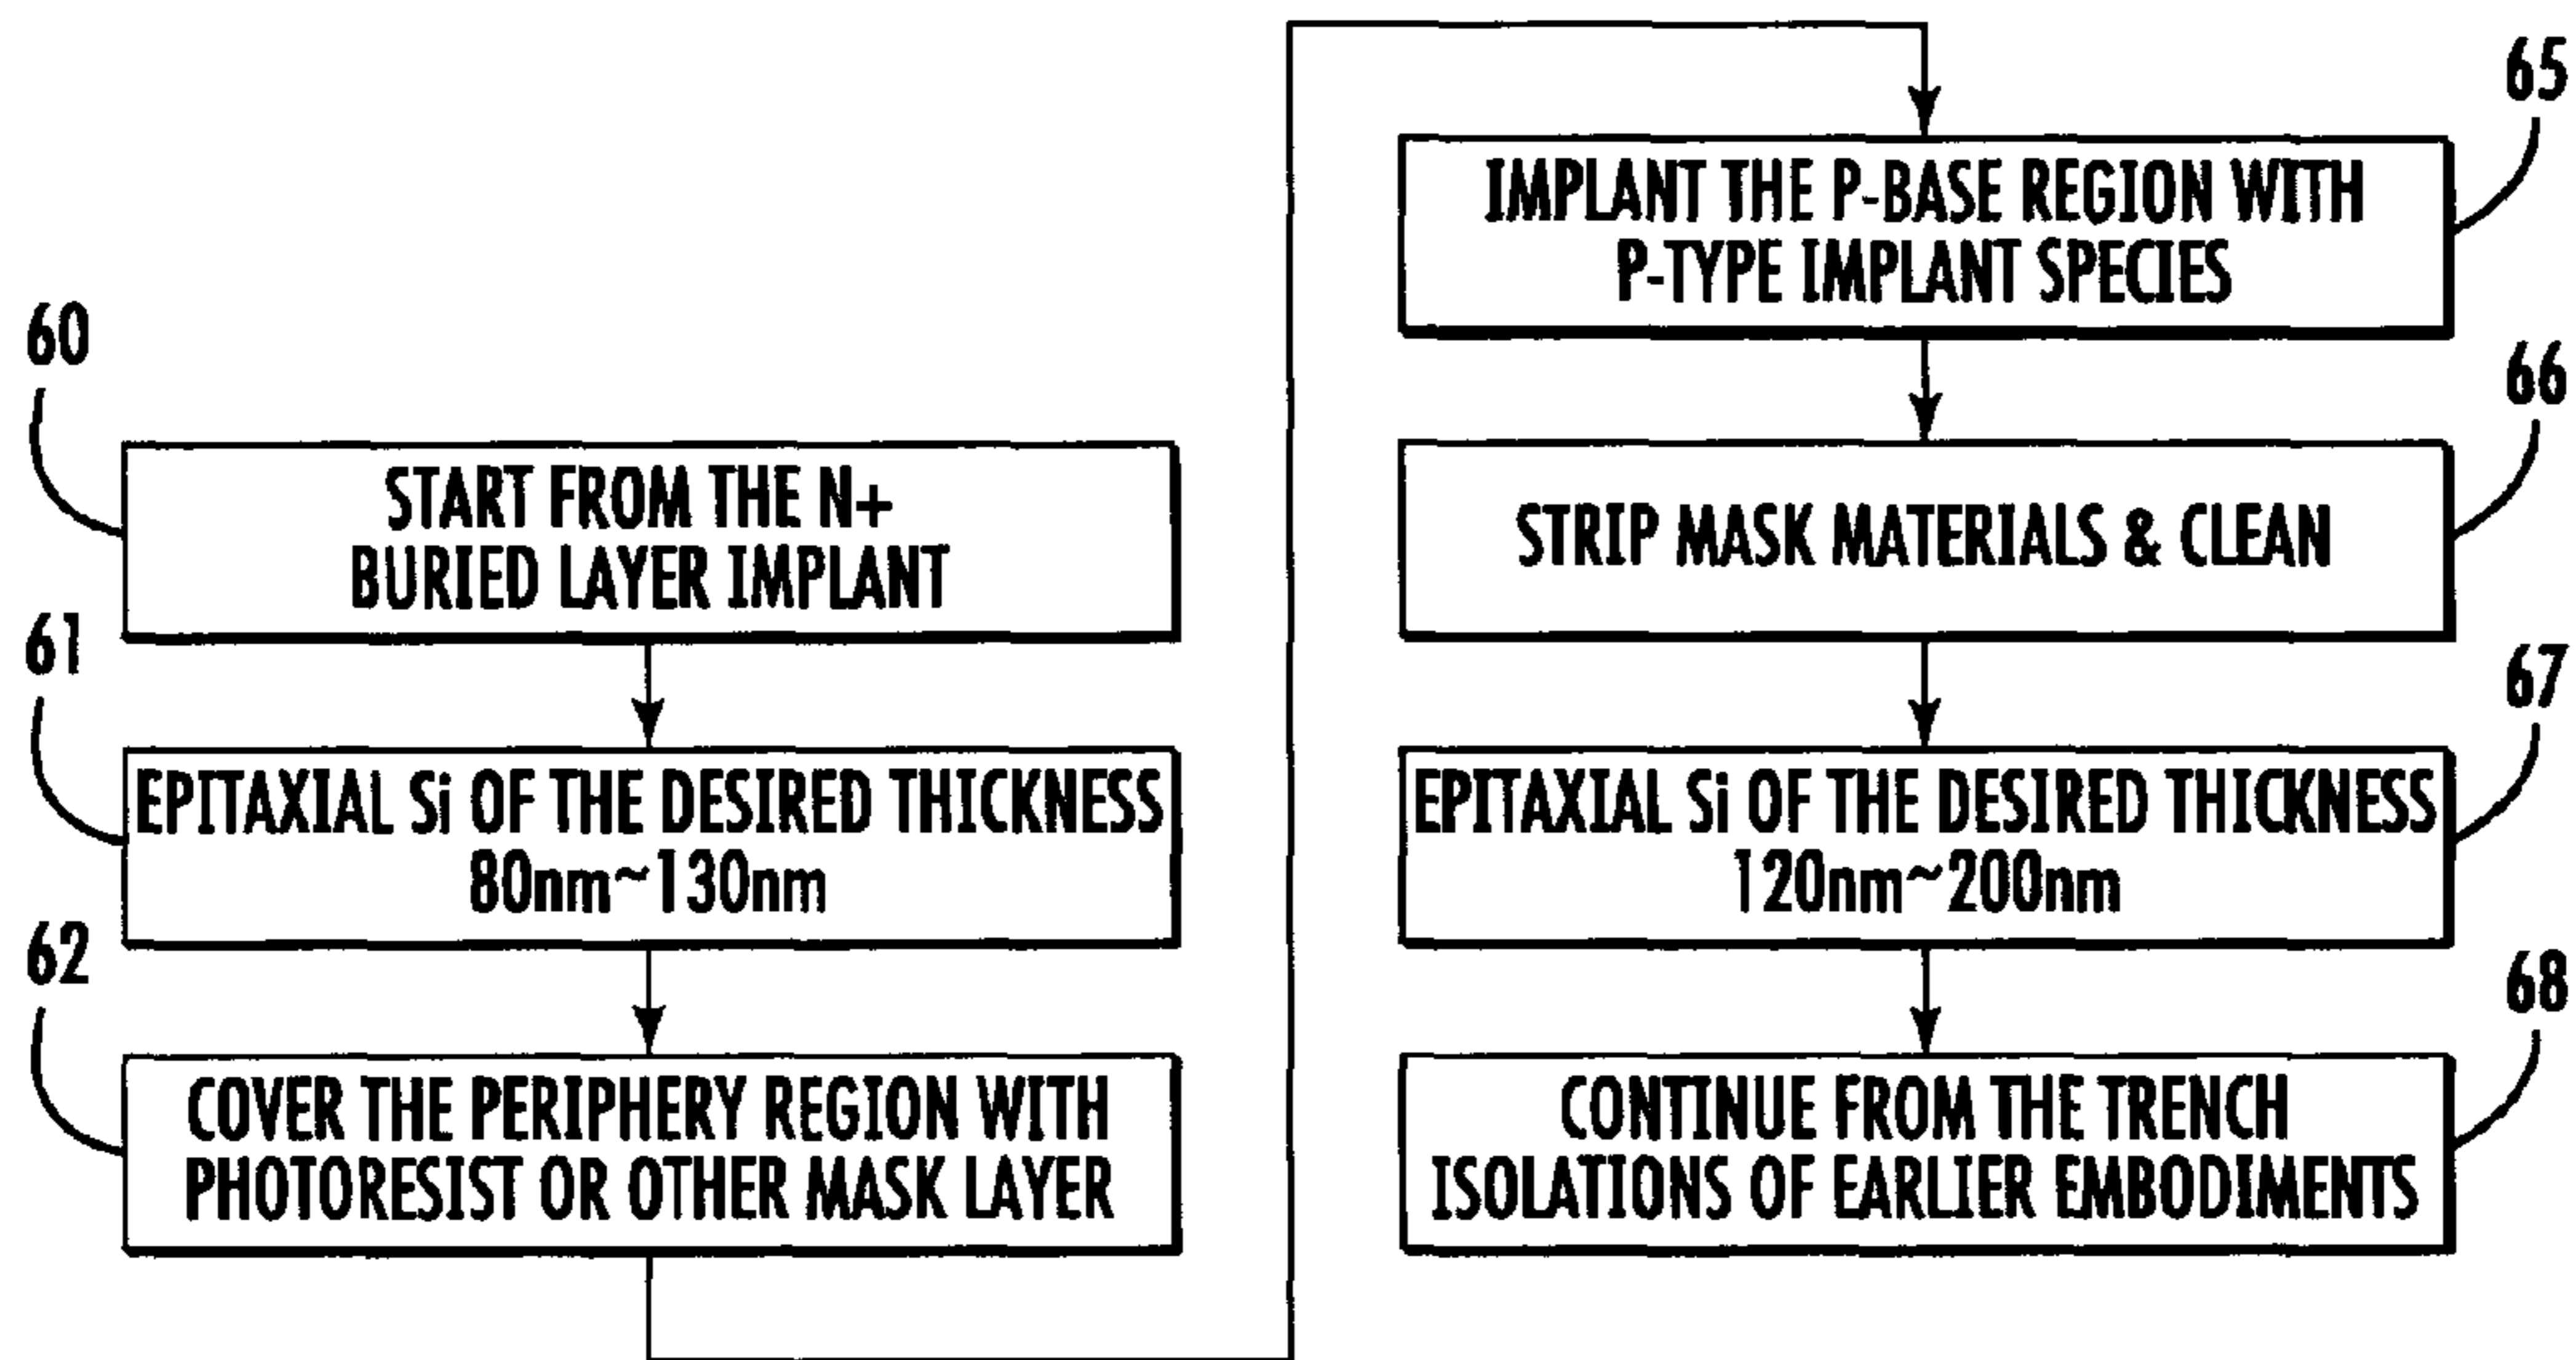 60
START FROM THE N+
BURIED LAYER IMPLANT
61
EPITAXIAL Si OF THE DESIRED THICKNESS
80nm~130nm
62
COVER THE PERIPHERY REGION WITH
PHOTORESIST OR OTHER MASK LAYER
65
IMPLANT THE P-BASE REGION WITH
P-TYPE IMPLANT SPECIES
66
STRIP MASK MATERIALS & CLEAN
67
EPITAXIAL Si OF THE DESIRED THICKNESS
120nm~200nm
68
CONTINUE FROM THE TRENCH
ISOLATIONS OF EARLIER EMBODIMENTS